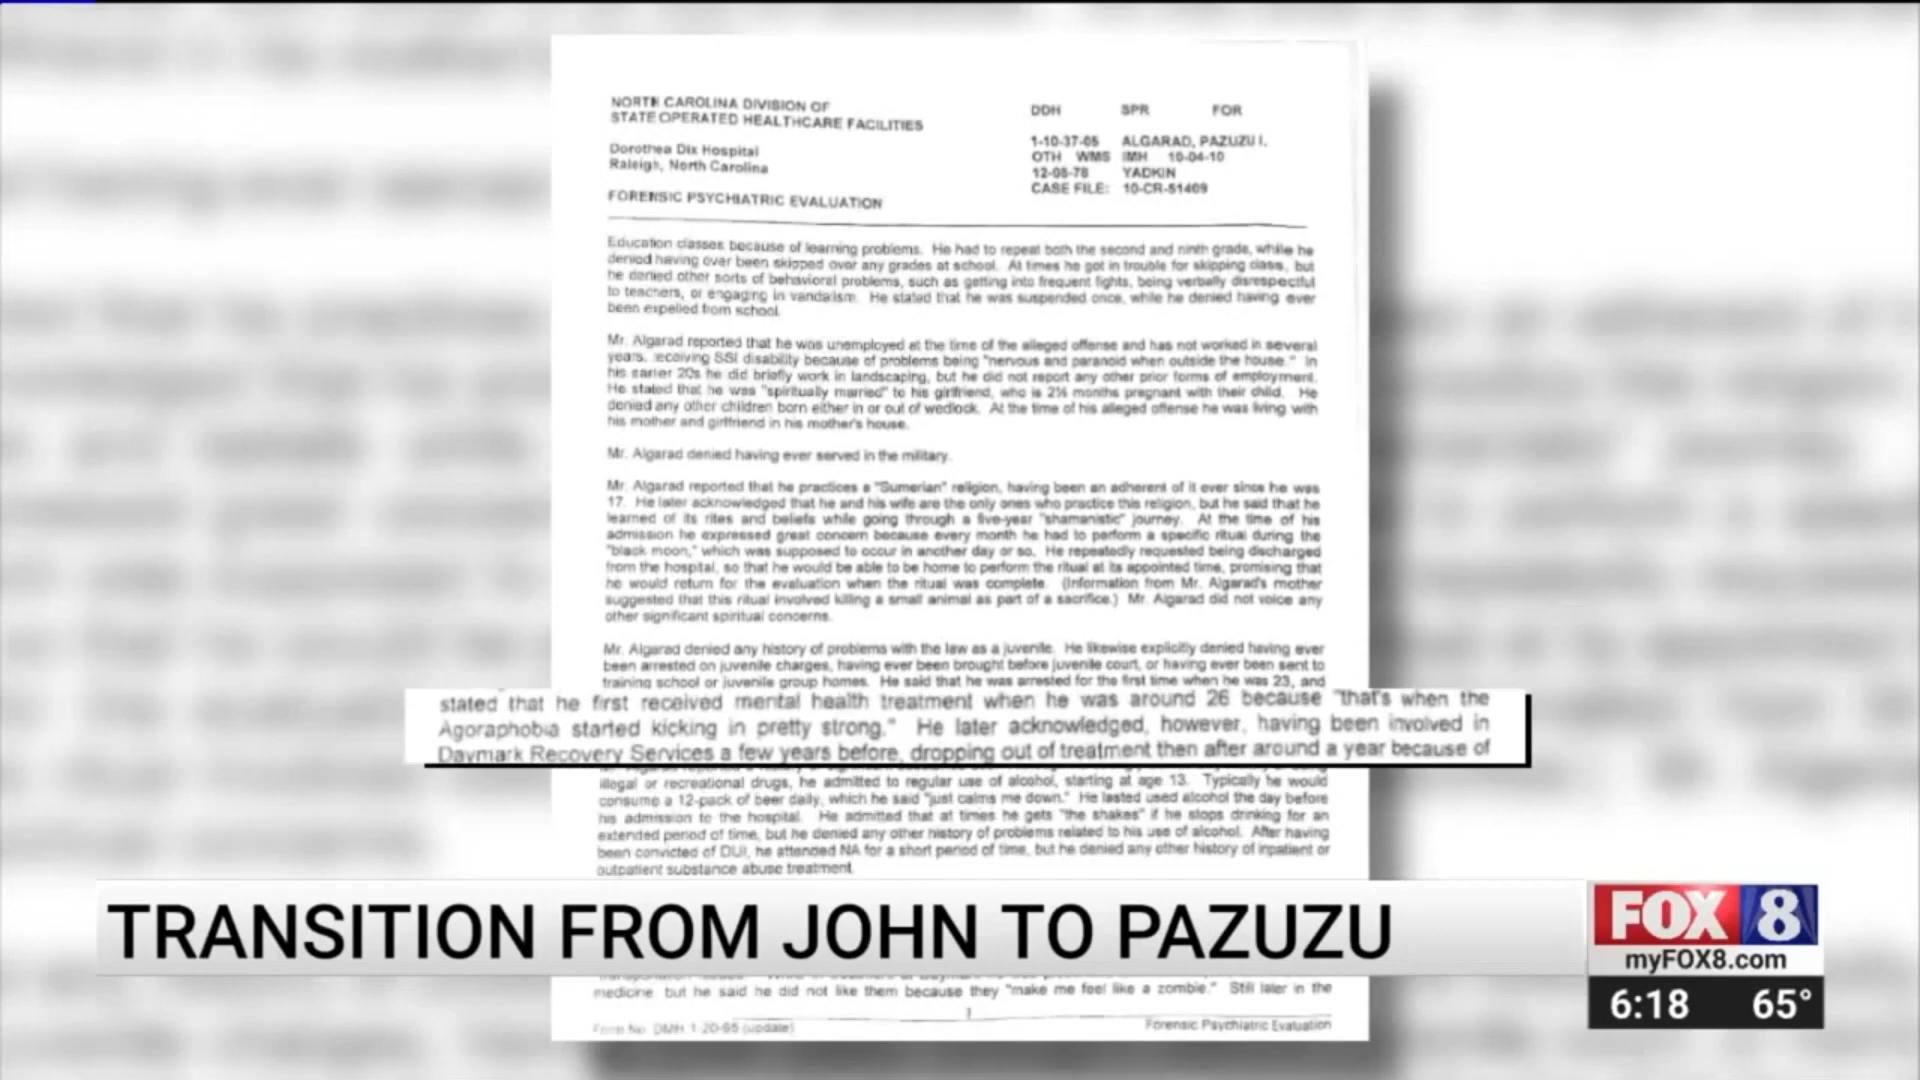 NORTH CAROLINA DIVISION OF
STATE OPERATED HEALTHCARE FACILITIES
Dorothea Dix Hospital
Raleigh, North Carolina
FORENSIC PSYCHIATRIC EVALUATION
DDH SPR FOR
1-10-37-05 ALGARAD, PAZUZU I.
OTH WMS IMH 10-04-10
12-08-78 YADKIN
CASE FILE: 10-CR-51409
Education classes because of learning problems. He had to repeat both the second and ninth grade, while he
denied having ever been skipped over any grades at school. At times he got in trouble for skipping class, but
he denied other sorts of behavioral problems, such as getting into frequent fights, being verbally disrespectful
to teachers, or engaging in vandalism. He stated that he was suspended once, while he denied having ever
been expelled from school.
Mr. Algarad reported that he was unemployed at the time of the alleged offense and has not worked in several
years, receiving SSI disability because of problems being "nervous and paranoid when outside the house." In
his earlier 20s he did briefly work in landscaping, but he did not report any other prior forms of employment.
He stated that he was "spiritually married" to his girlfriend, who is 2½ months pregnant with their child. He
denied any other children born either in or out of wedlock. At the time of his alleged offense he was living with
his mother and girlfriend in his mother's house.
Mr. Algarad denied having ever served in the military.
Mr. Algarad reported that he practices a "Sumerian" religion, having been an adherent of it ever since he was
17. He later acknowledged that he and his wife are the only ones who practice this religion, but he said that he
learned of its rites and beliefs while going through a five-year "shamanistic" journey. At the time of his
admission he expressed great concern because every month he had to perform a specific ritual during the
"black moon," which was supposed to occur in another day or so. He repeatedly requested being discharged
from the hospital, so that he would be able to be home to perform the ritual at its appointed time, promising that
he would return for the evaluation when the ritual was complete. (Information from Mr. Algarad's mother
suggested that this ritual involved killing a small animal as part of a sacrifice.) Mr. Algarad did not voice any
other significant spiritual concerns.
Mr. Algarad denied any history of problems with the law as a juvenile. He likewise explicitly denied having ever
been arrested on juvenile charges, having ever been brought before juvenile court, or having ever been sent to
training school or juvenile group homes. He said that he was arrested for the first time when he was 23, and
stated that he first received mental health treatment when he was around 26 because "that's when the
Agoraphobia started kicking in pretty strong." He later acknowledged, however, having been involved in
Daymark Recovery Services a few years before, dropping out of treatment then after around a year because of
illegal or recreational drugs, he admitted to regular use of alcohol, starting at age 13. Typically he would
consume a 12-pack of beer daily, which he said "just calms me down." He lasted used alcohol the day before
his admission to the hospital. He admitted that at times he gets "the shakes" if he stops drinking for an
extended period of time, but he denied any other history of problems related to his use of alcohol. After having
been convicted of DUI, he attended NA for a short period of time, but he denied any other history of inpatient or
outpatient substance abuse treatment.
TRANSITION FROM JOHN TO PAZUZU
medicine but he said he did not like them because they "make me feel like a zombie." Still later in the
Form No. DMH 1-20-95 (update)
Forensic Psychiatric Evaluation
FOX 8
myFOX8.com
6:18 65°